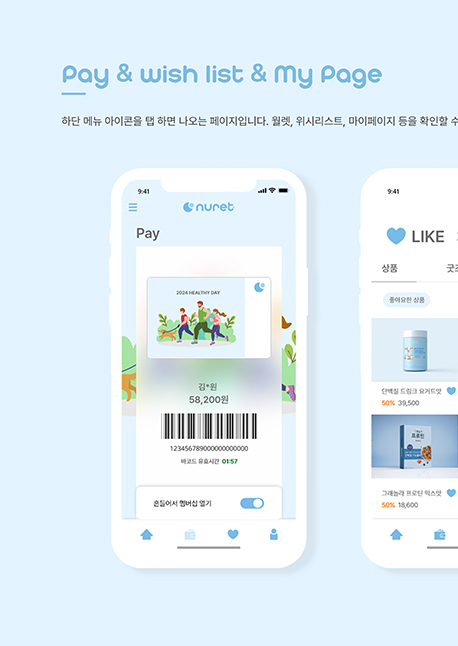 Pay & wish list & My Page
하단 메뉴 아이콘을 탭 하면 나오는 페이지입니다. 월렛, 위시리스트, 마이페이지 등을 확인할 수
9:41
nuret
Pay
2024 HEALTHY DAY
김*원
58,200원
123456789000000000000
바코드 유효시간 01:57
흔들어서 멤버십 열기
9:41
LIKE
상품
좋아요한 상품
단백질 드링크 요거트맛
50% 39,500
프로틴
그래놀라 프로틴 믹스맛
50% 18,600